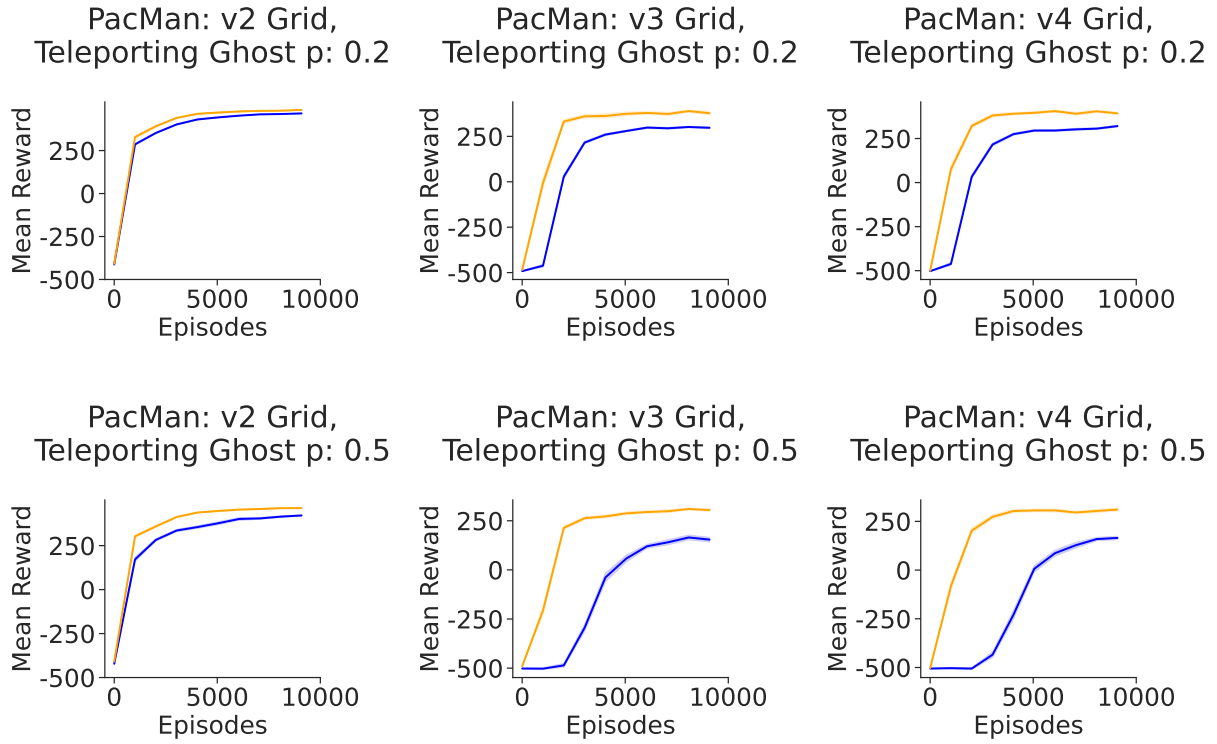 PacMan: v2 Grid,
Teleporting Ghost p: 0.2
Mean Reward
250
0
-250
-500
0 5000 10000
Episodes
PacMan: v3 Grid,
Teleporting Ghost p: 0.2
Mean Reward
250
0
-250
-500
0 5000 10000
Episodes
PacMan: v4 Grid,
Teleporting Ghost p: 0.2
Mean Reward
250
0
-250
-500
0 5000 10000
Episodes
PacMan: v2 Grid,
Teleporting Ghost p: 0.5
Mean Reward
250
0
-250
-500
0 5000 10000
Episodes
PacMan: v3 Grid,
Teleporting Ghost p: 0.5
Mean Reward
250
0
-250
-500
0 5000 10000
Episodes
PacMan: v4 Grid,
Teleporting Ghost p: 0.5
Mean Reward
250
0
-250
-500
0 5000 10000
Episodes